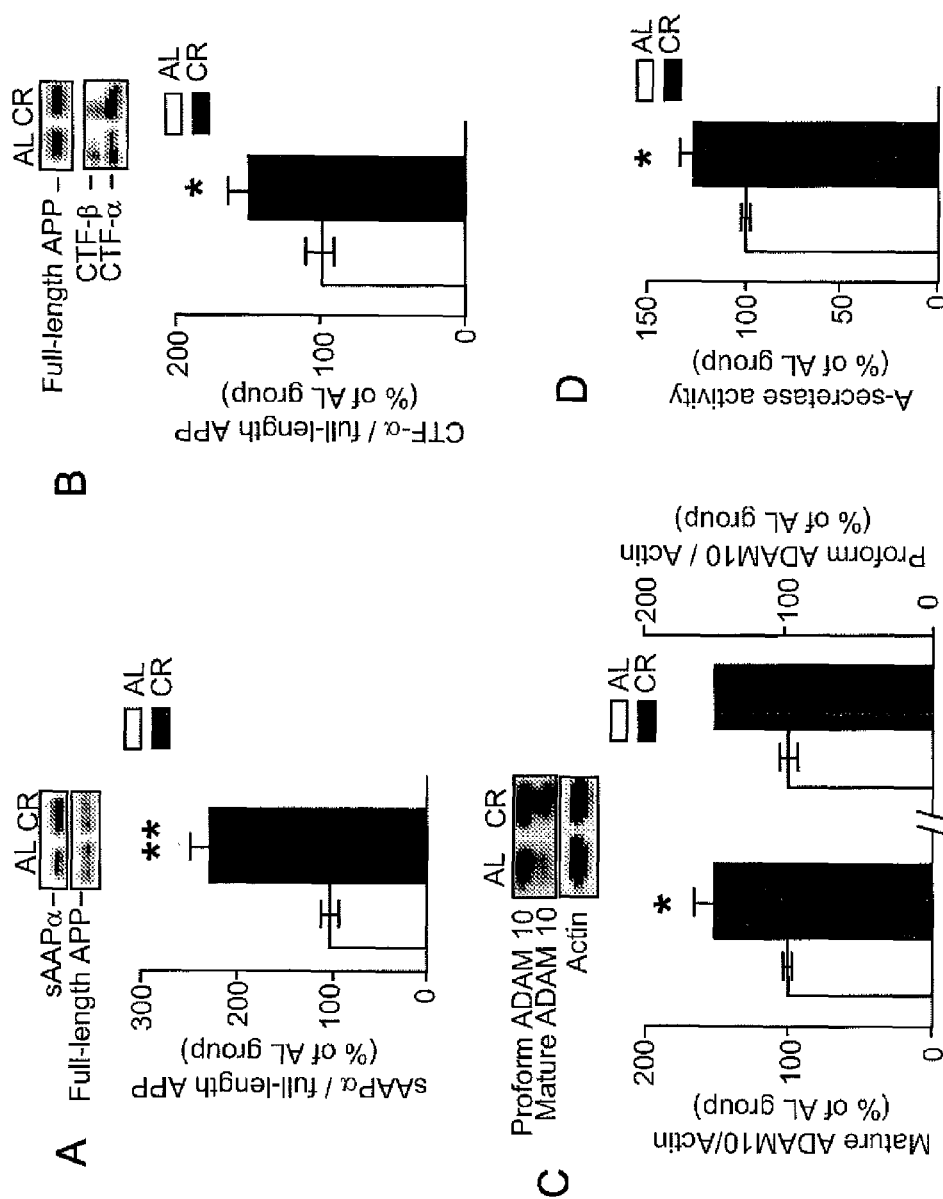 A
AL CR
sAAPα –
Full-length APP–
AL
CR
300
200
100
0
sAAPα / full-length APP
(% of AL group)
**
B
AL CR
Full-length APP –
CTF-β –
CTF-α –
AL
CR
200
100
0
CTF-α / full-length APP
(% of AL group)
*
C
AL CR
Proform ADAM 10
Mature ADAM 10
Actin
AL
CR
200
100
0
Mature ADAM10/Actin
(% of AL group)
*
200
100
0
Proform ADAM10 / Actin
(% of AL group)
D
AL
CR
150
100
50
0
A-secretase activity
(% of AL group)
*